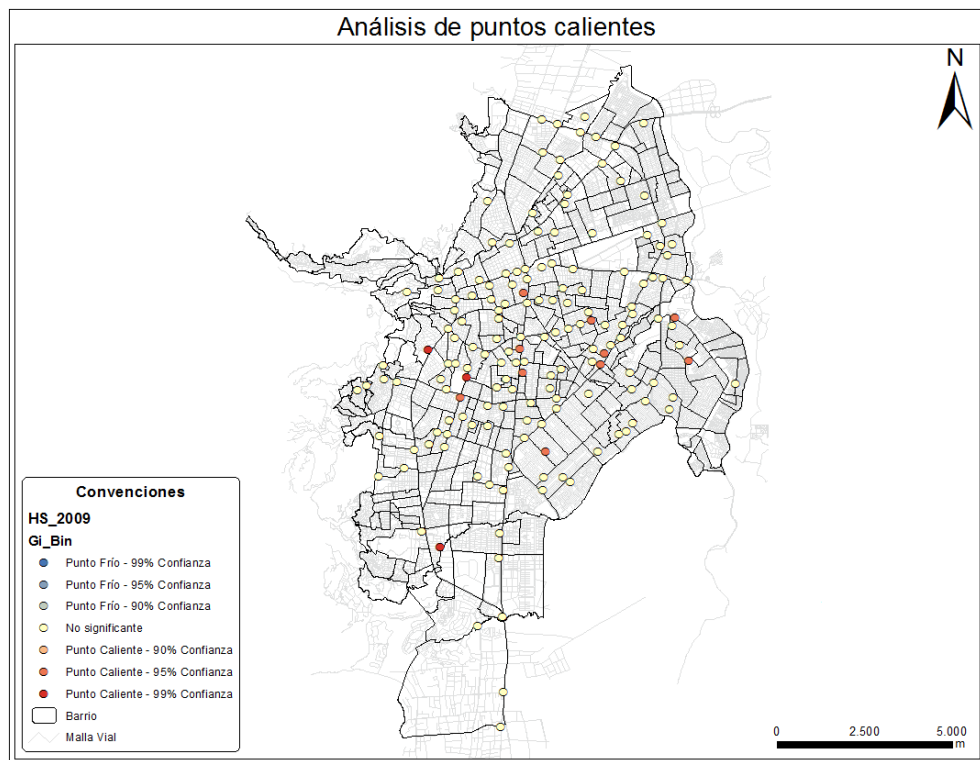 Análisis de puntos calientes
N
Convenciones
HS_2009
Gi_Bin
Punto Frío - 99% Confianza
Punto Frío - 95% Confianza
Punto Frío - 90% Confianza
No significante
Punto Caliente - 90% Confianza
Punto Caliente - 95% Confianza
Punto Caliente - 99% Confianza
Barrio
Malla Vial
0 2.500 5.000
m